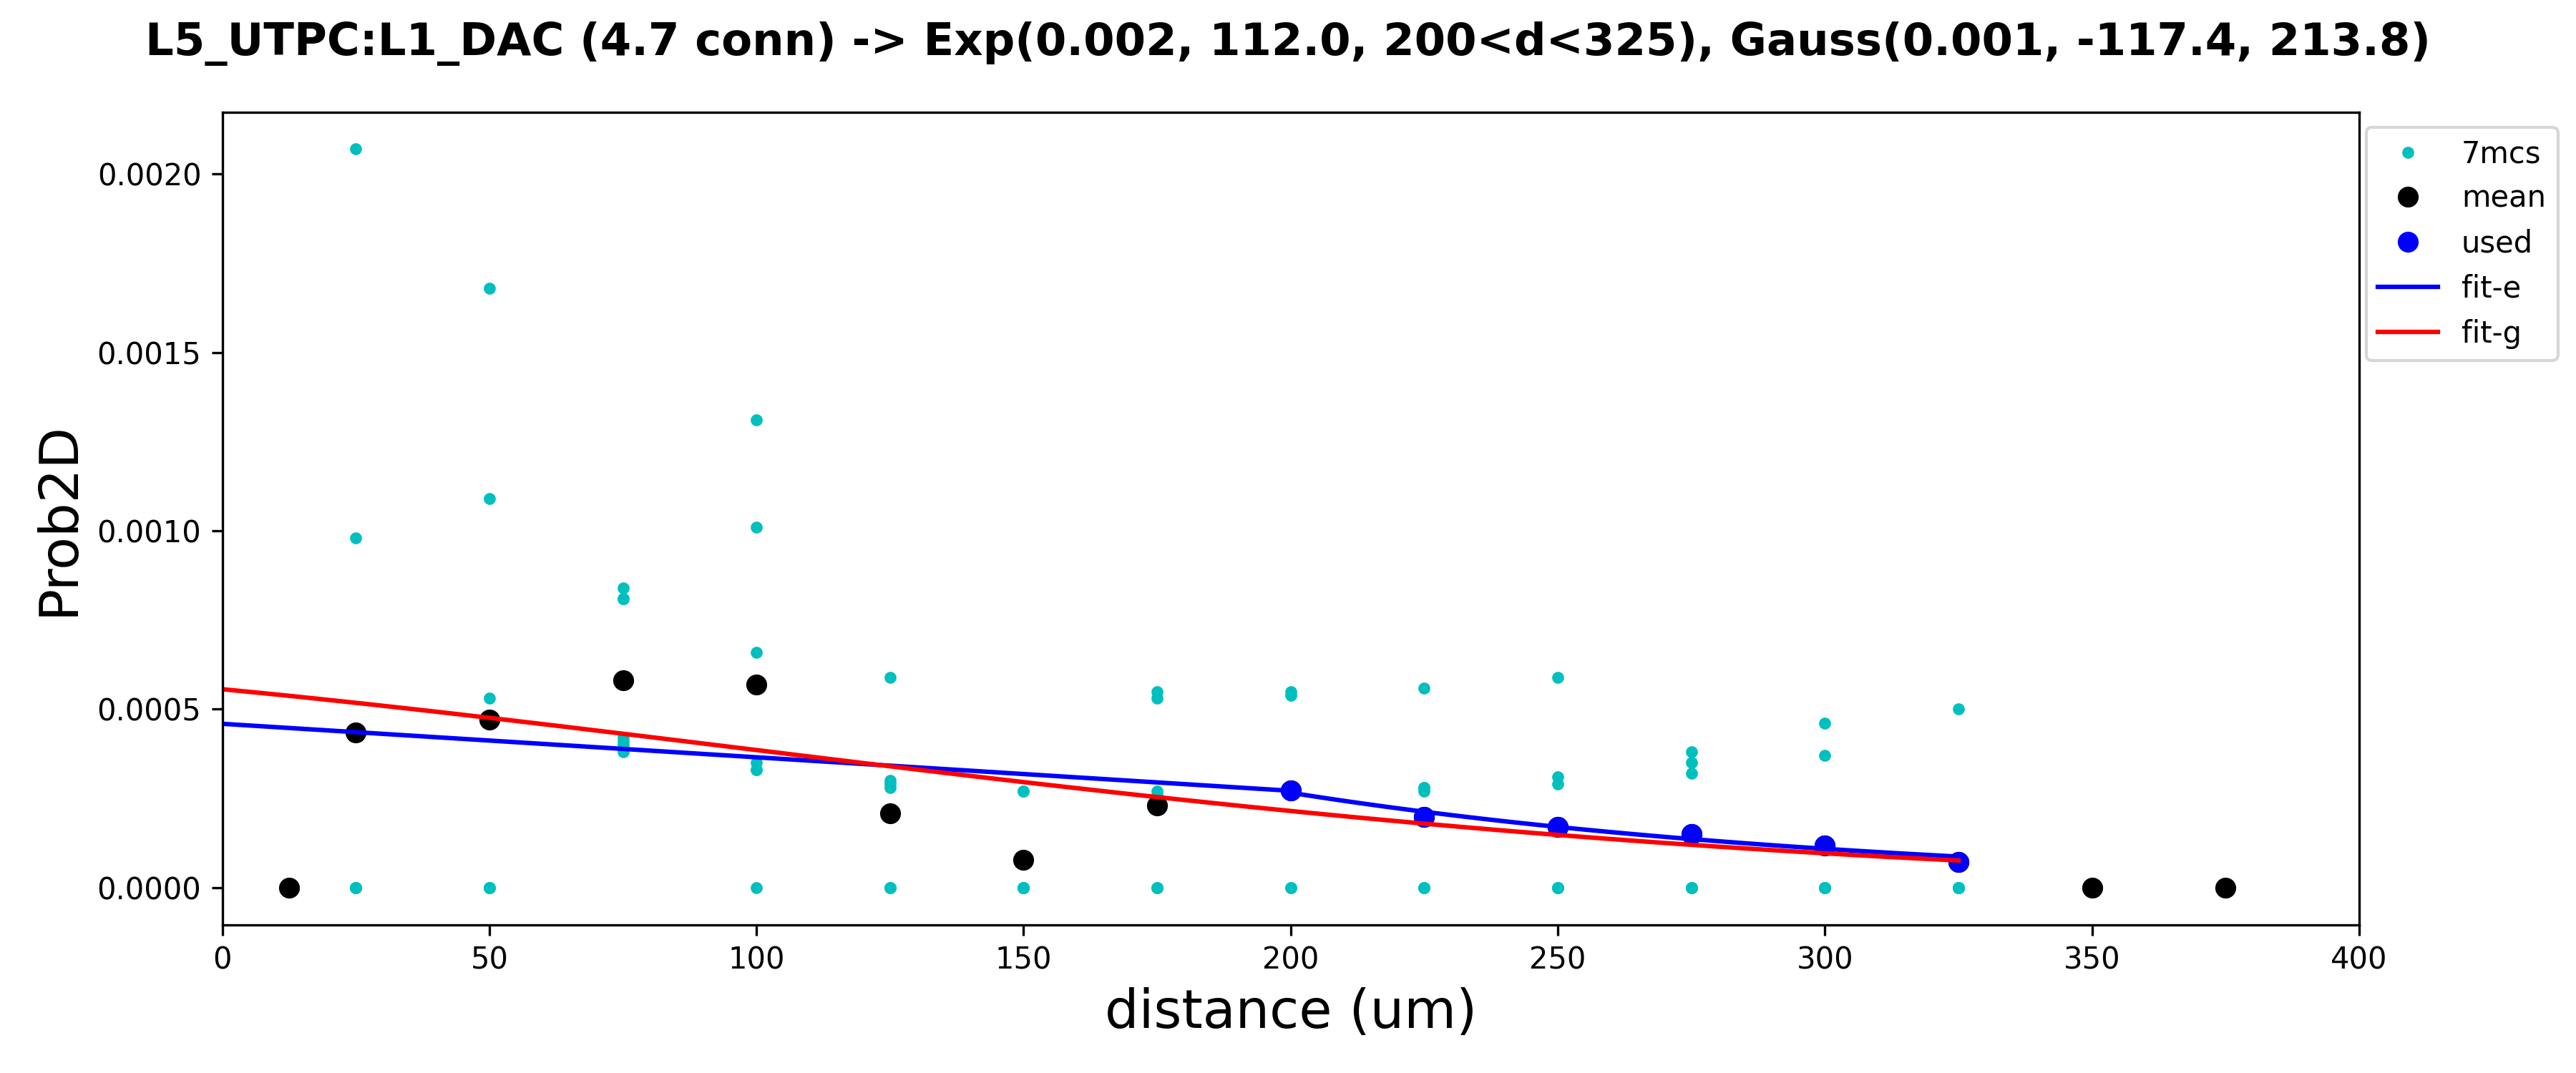 L5_UTPC:L1_DAC (4.7 conn) -> Exp(0.002, 112.0, 200<d<325), Gauss(0.001, -117.4, 213.8)
7mcs
mean
used
fit-e
fit-g
0.0020
0.0015
0.0010
0.0005
0.0000
Prob2D
0 50 100 150 200 250 300 350 400
distance (um)